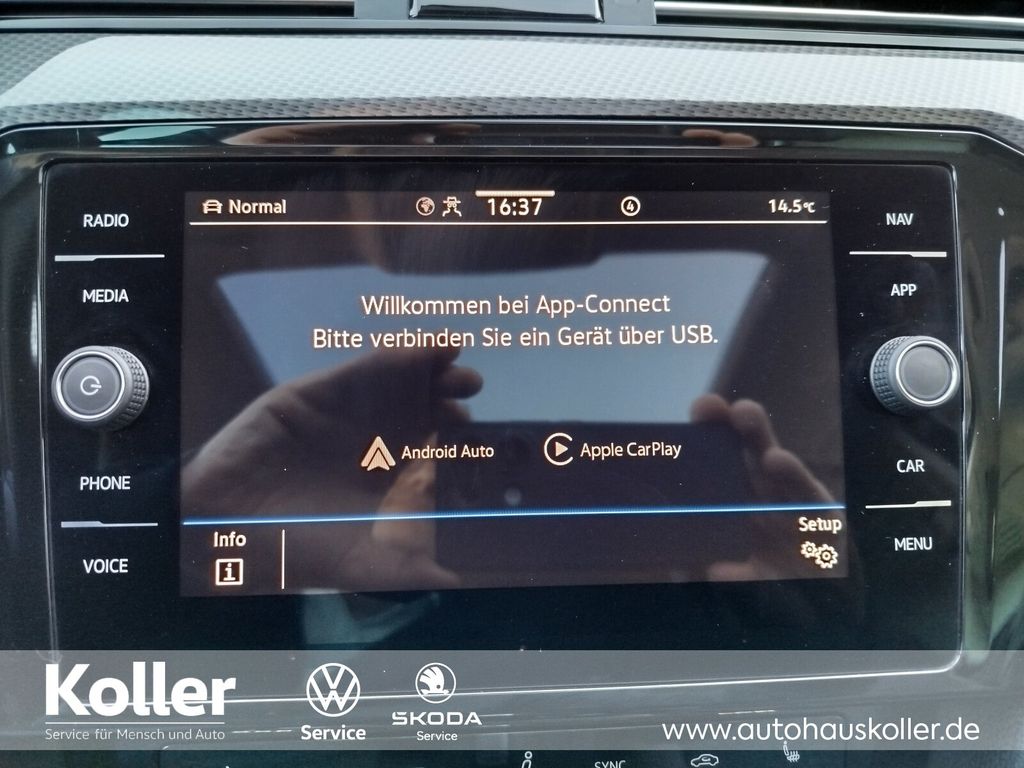 Normal
16:37
4
14.5°C
RADIO
NAV
MEDIA
APP
Willkommen bei App-Connect
Bitte verbinden Sie ein Gerät über USB.
Android Auto
Apple CarPlay
PHONE
CAR
VOICE
MENU
Info
i
Setup
Koller
Service für Mensch und Auto
Service
SKODA
Service
www.autohauskoller.de
SYNC